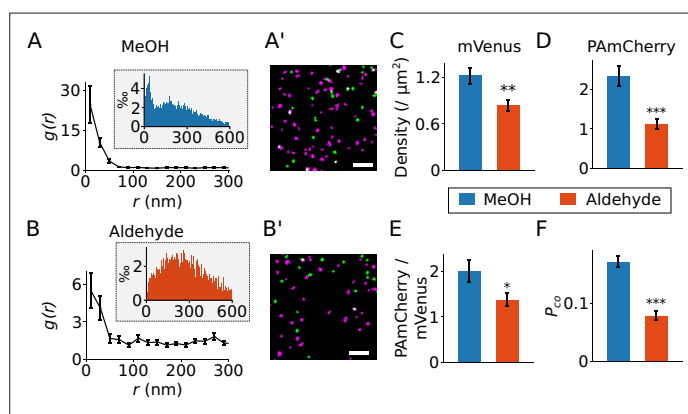 A
MeOH
A'
C
mVenus
D
PAmCherry
30
15
0
g(r)
0
100
200
300
r (nm)
4
2
0
‰
0
300
600
1.2
0.6
0
Density (/ μm²)
**
3
2
1
0
***
MeOH
Aldehyde
B
Aldehyde
B'
E
F
6
3
0
g(r)
0
100
200
300
r (nm)
2
0
‰
0
300
600
2
1
0
PAmCherry /
mVenus
*
0.1
0
P_co
***